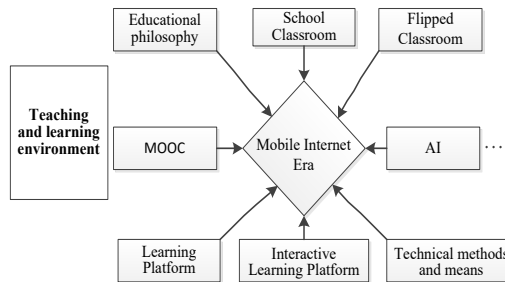 Educational
philosophy
School
Classroom
Flipped
Classroom
Teaching
and learning
environment
MOOC
Mobile Internet
Era
AI
...
Learning
Platform
Interactive
Learning Platform
Technical methods
and means